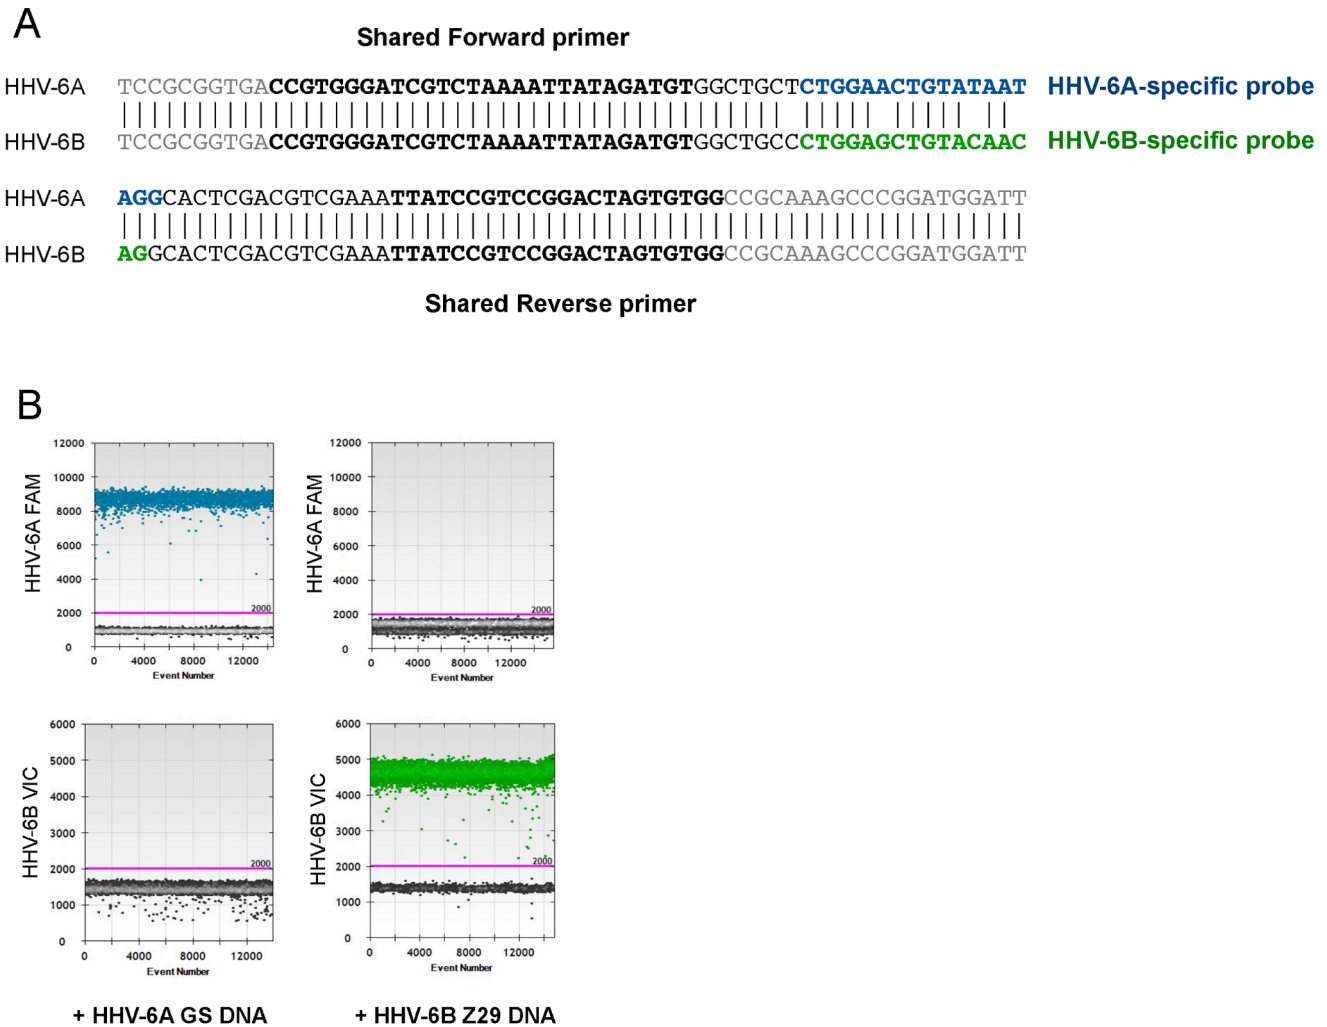 A
Shared Forward primer
HHV-6A TCCGCGGTGACCGTGGGATCGTCTAAAATTATAGATGTGGCTGCTCTGGAACTGTATAAT HHV-6A-specific probe
HHV-6B TCCGCGGTGACCGTGGGATCGTCTAAAATTATAGATGTGGCTGCCCTGGAGCTGTACAAC HHV-6B-specific probe
HHV-6A AGGCACTCGACGTCGAAATTATCCGTCCGGACTAGTGTGGCCGCAAAGCCCGGATGGATT
HHV-6B AGGCACTCGACGTCGAAATTATCCGTCCGGACTAGTGTGGCCGCAAAGCCCGGATGGATT
Shared Reverse primer
B
HHV-6A FAM
12000
10000
8000
6000
4000
2000
0
2000
0 4000 8000 12000
Event Number
HHV-6A FAM
12000
10000
8000
6000
4000
2000
0
2000
0 4000 8000 12000
Event Number
HHV-6B VIC
6000
5000
4000
3000
2000
1000
0
2000
0 4000 8000 12000
Event Number
HHV-6B VIC
6000
5000
4000
3000
2000
1000
0
2000
0 4000 8000 12000
Event Number
+ HHV-6A GS DNA
+ HHV-6B Z29 DNA